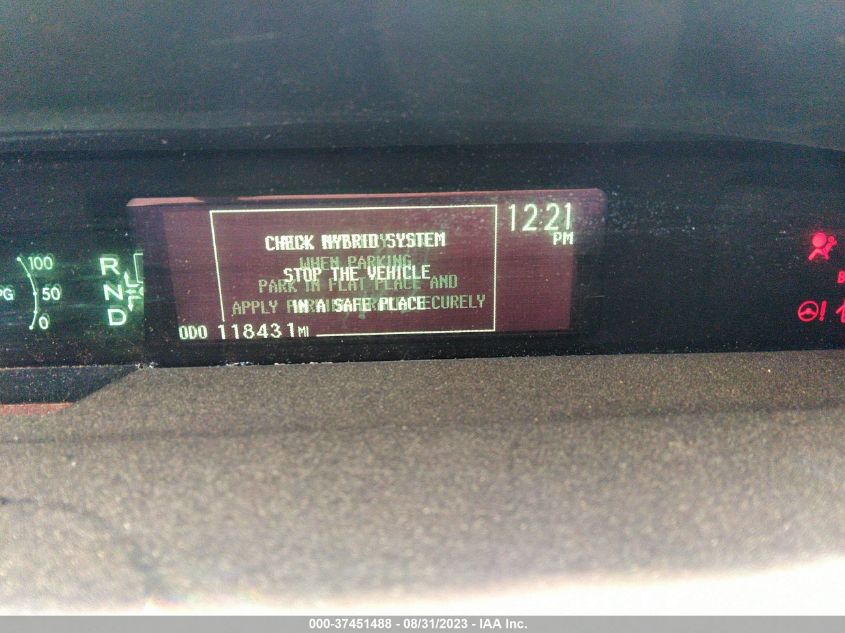 12:21
PM
100
50
0
PG
R
N
D
CHECK HYBRID SYSTEM
WHEN PARKING
STOP THE VEHICLE
PARK IN FLAT PLACE AND
IN A SAFE PLACE
APPLY SECURELY
ODO 118431 MI
!
000-37451488 - 08/31/2023 - IAA Inc.